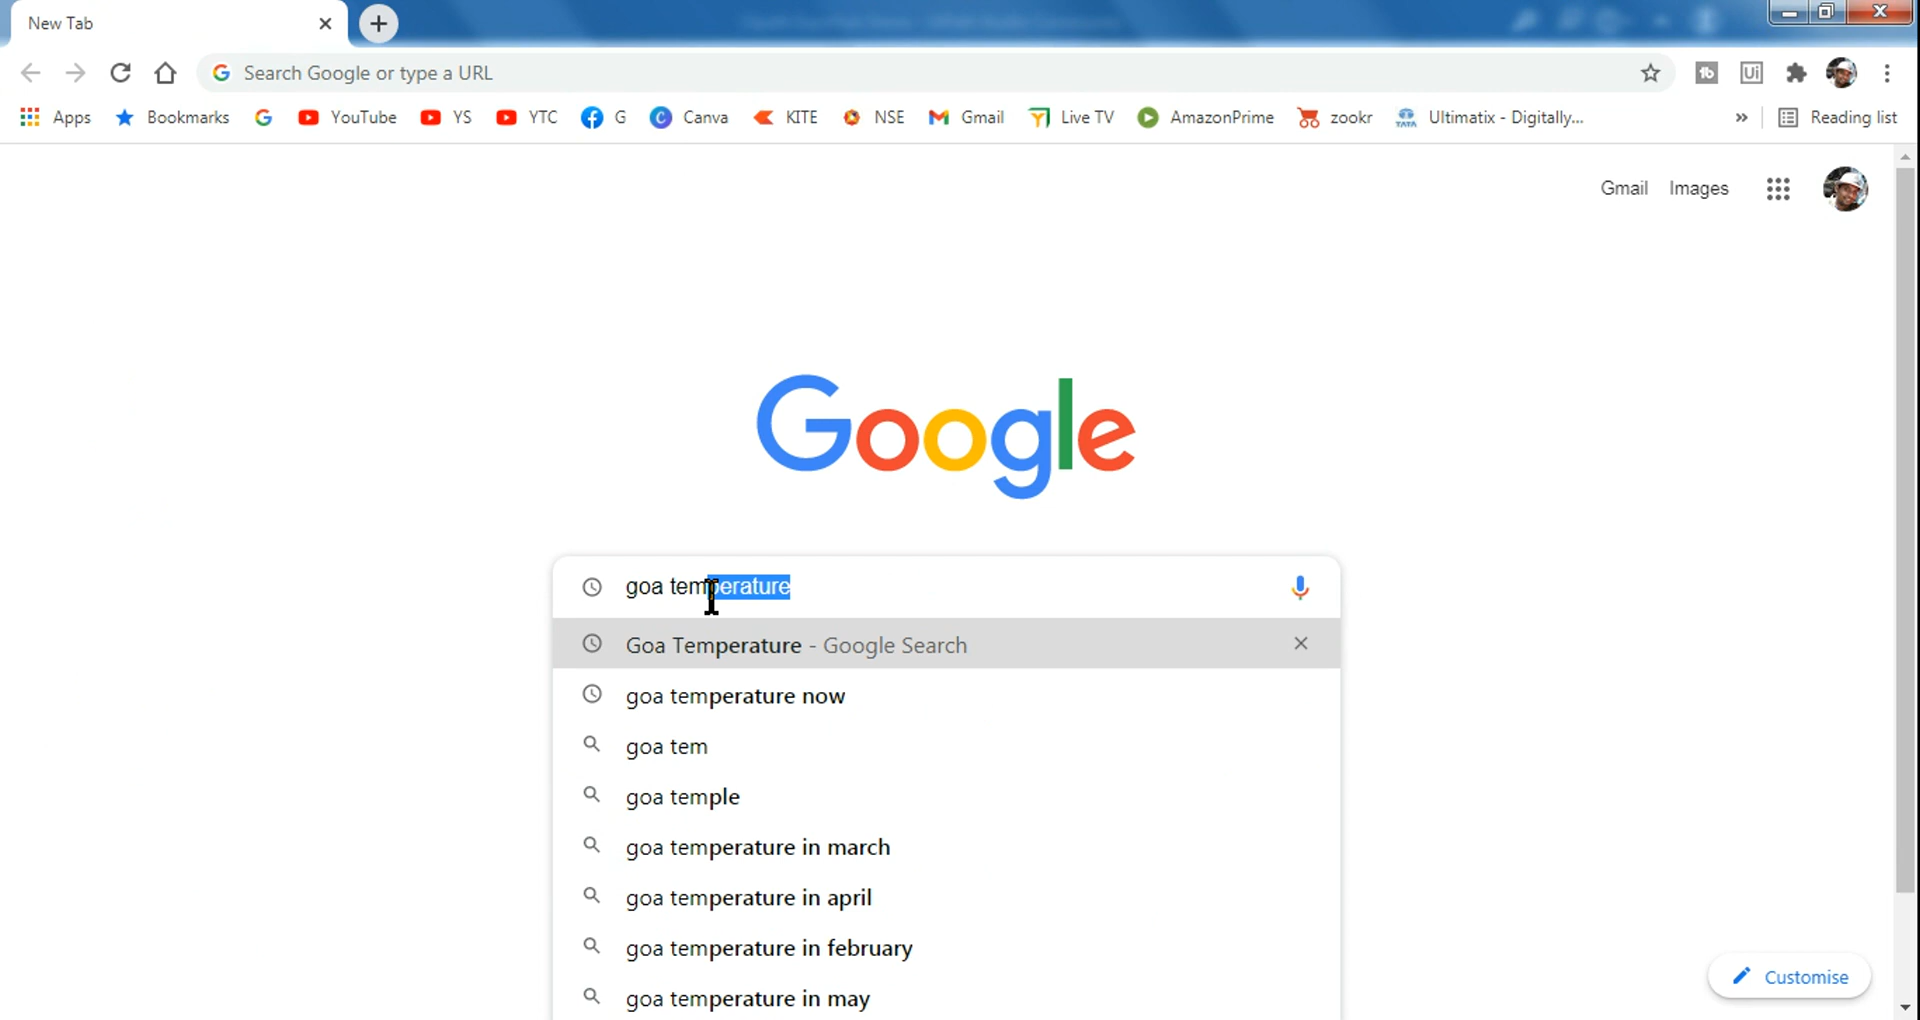 New Tab
Search Google or type a URL
Ui
Apps Bookmarks YouTube YS YTC G Canva KITE NSE Gmail Live TV AmazonPrime zookr Ultimatix - Digitally... » Reading list
Gmail Images
Google
goa temperature
Goa Temperature - Google Search
goa temperature now
goa tem
goa temple
goa temperature in march
goa temperature in april
goa temperature in february
goa temperature in may
Customise